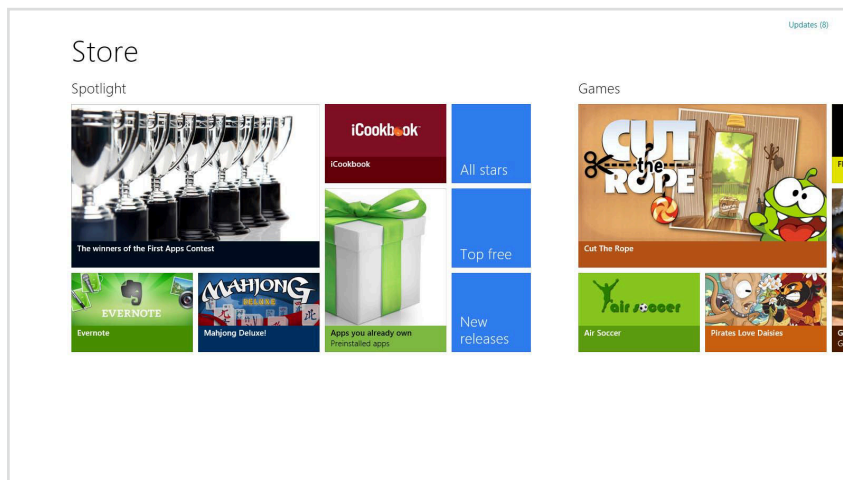 Updates (8)
Store
Spotlight
Games
The winners of the First Apps Contest
iCookbook
iCookbook
All stars
Top free
New
releases
EVERNOTE
Evernote
MAHJONG
DELUXE
Mahjong Deluxe!
Apps you already own
Preinstalled apps
CUT
the
ROPE
Cut The Rope
air soccer
Air Soccer
Pirates Love Daisies